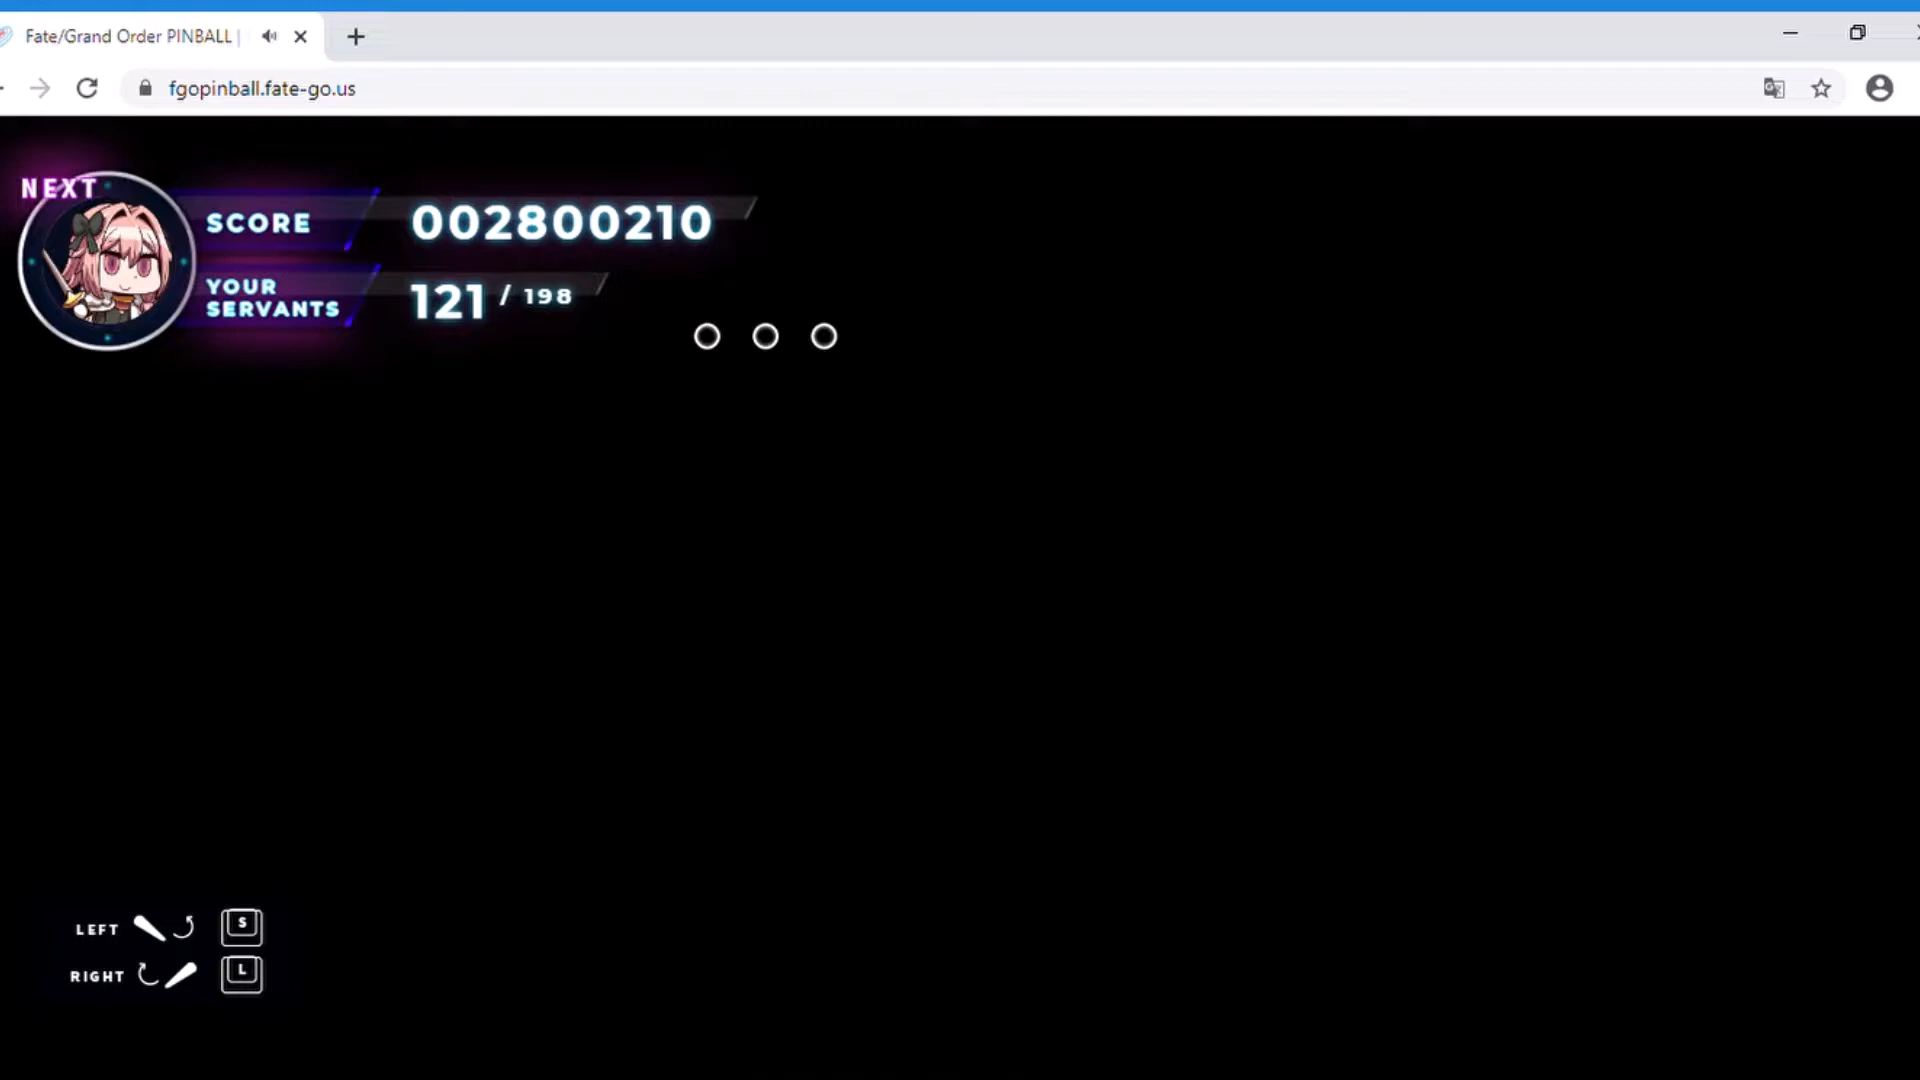 Fate/Grand Order PINBALL |
fgopinball.fate-go.us
NEXT
SCORE 002800210
YOUR SERVANTS 121 / 198
LEFT S
RIGHT L